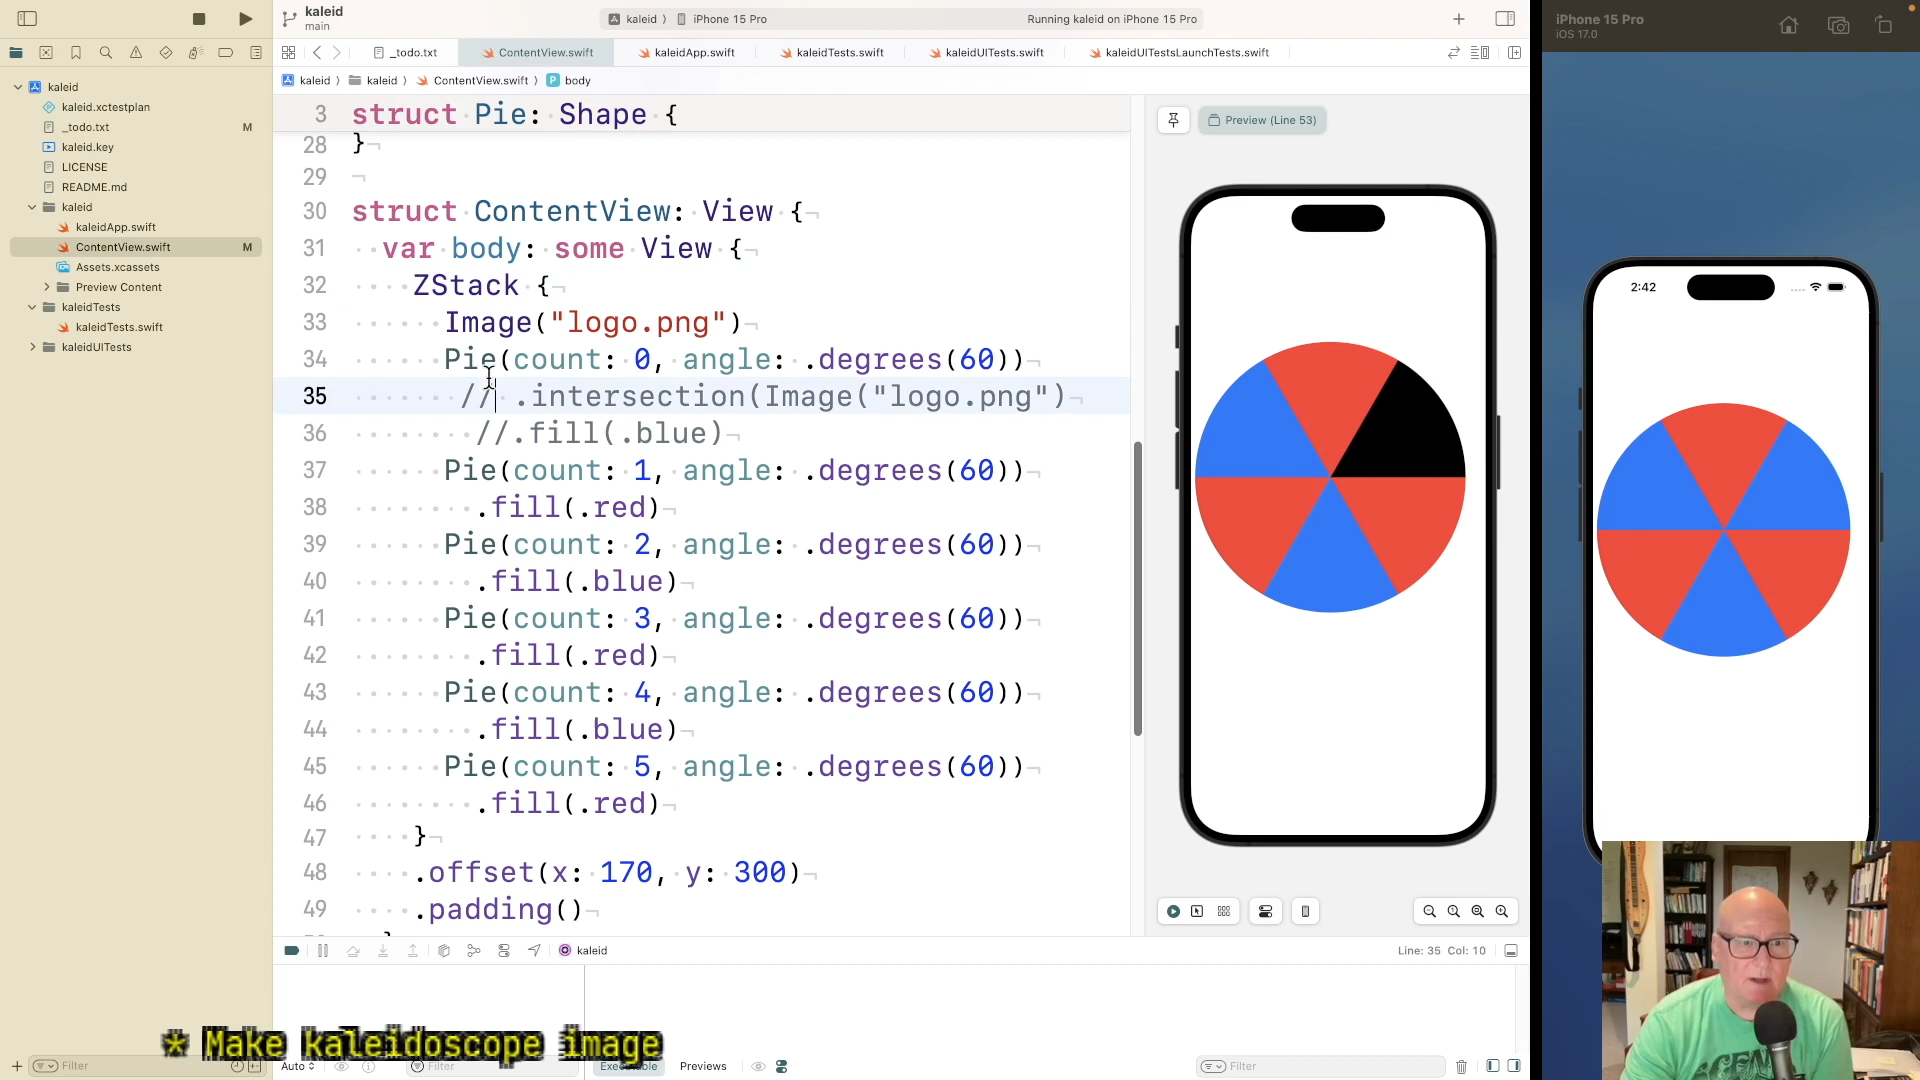 kaleid
main
kaleid
iPhone 15 Pro
Running kaleid on iPhone 15 Pro
iPhone 15 Pro
iOS 17.0
_todo.txt
ContentView.swift
kaleidApp.swift
kaleidTests.swift
kaleidUITests.swift
kaleidUITestsLaunchTests.swift
kaleid
kaleid
ContentView.swift
body
kaleid
kaleid.xctestplan
_todo.txt M
kaleid.key
LICENSE
README.md
kaleid
kaleidApp.swift
ContentView.swift M
Assets.xcassets
Preview Content
kaleidTests
kaleidTests.swift
kaleidUITests
3 struct Pie: Shape {
28 }
29
30 struct ContentView: View {
31 var body: some View {
32 ZStack {
33 Image("logo.png")
34 Pie(count: 0, angle: .degrees(60))
35 // .intersection(Image("logo.png")
36 //.fill(.blue)
37 Pie(count: 1, angle: .degrees(60))
38 .fill(.red)
39 Pie(count: 2, angle: .degrees(60))
40 .fill(.blue)
41 Pie(count: 3, angle: .degrees(60))
42 .fill(.red)
43 Pie(count: 4, angle: .degrees(60))
44 .fill(.blue)
45 Pie(count: 5, angle: .degrees(60))
46 .fill(.red)
47 }
48 .offset(x: 170, y: 300)
49 .padding()
Preview (Line 53)
2:42
kaleid
Line: 35 Col: 10
* Make kaleidoscope image
Filter
Auto
Filter
Executable
Previews
Filter